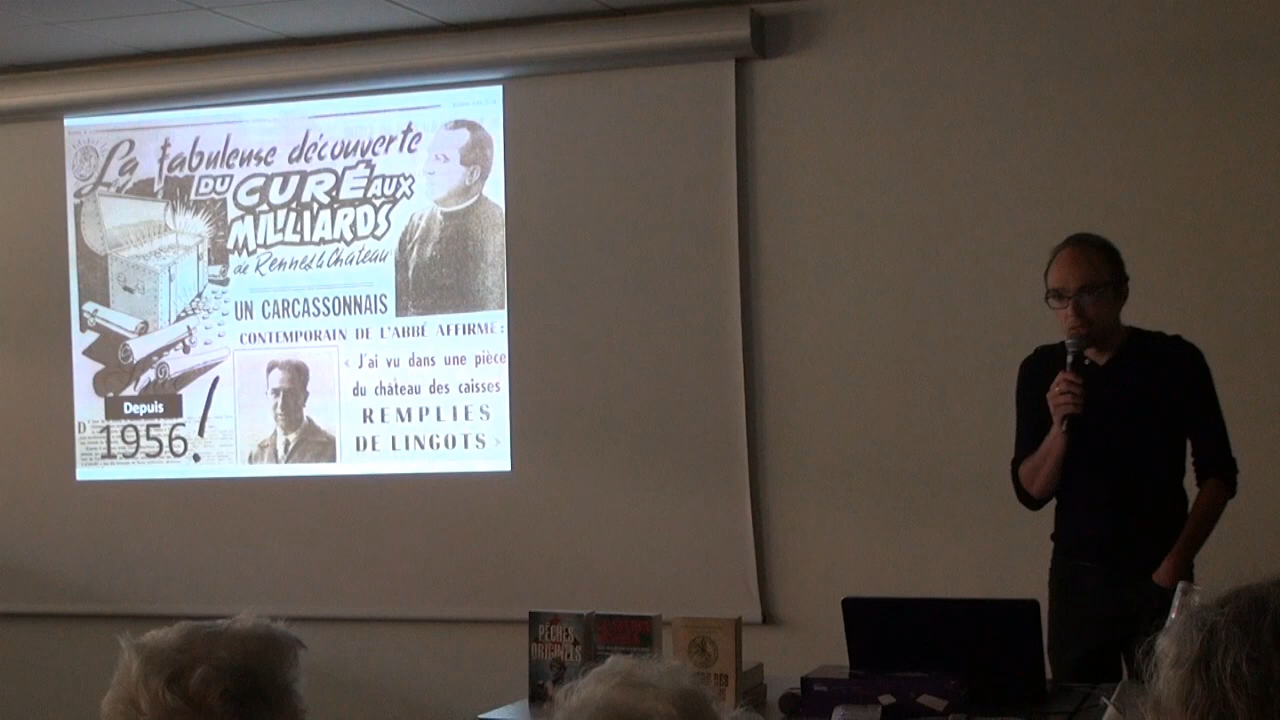 La fabuleuse découverte
DU CURÉ AUX
MILLIARDS
de Rennes le Château
UN CARCASSONNAIS
CONTEMPORAIN DE L'ABBÉ AFFIRME :
« J'ai vu dans une pièce
du château des caisses
REMPLIES
DE LINGOTS »
Depuis
1956 !
PÉCHÉS
ORIGINELS